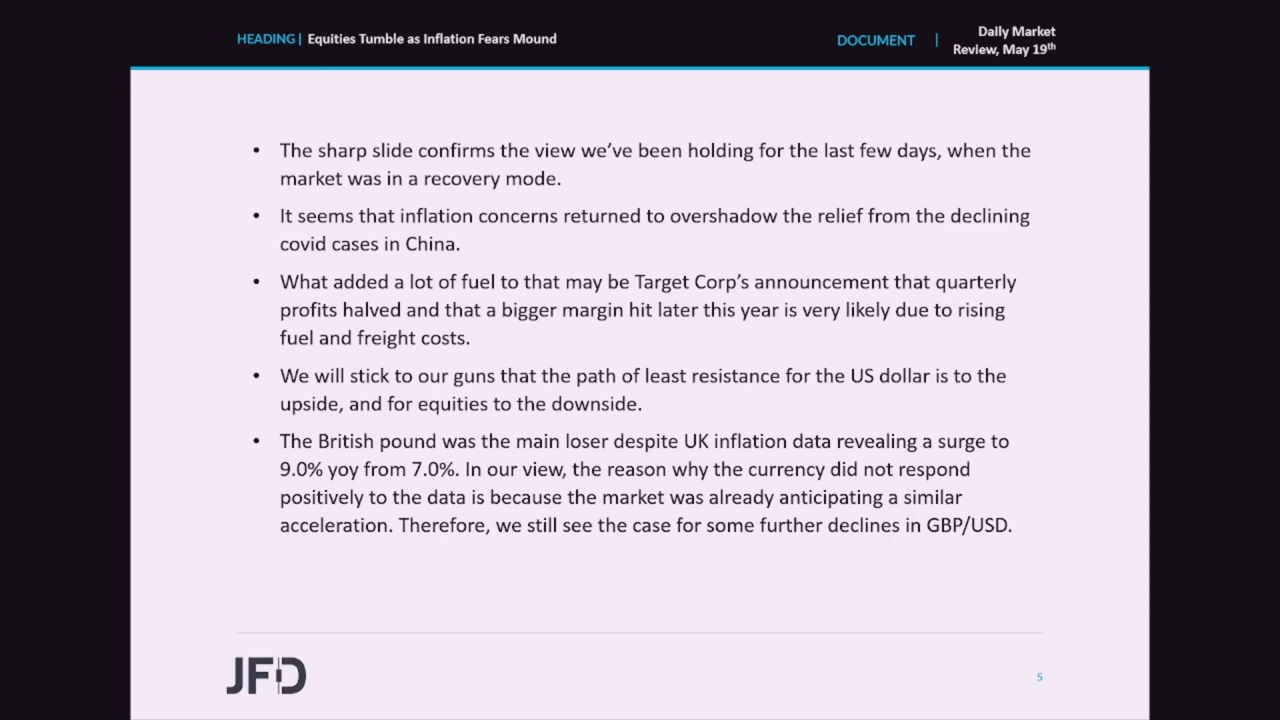 HEADING | Equities Tumble as Inflation Fears Mound
DOCUMENT | Daily Market
Review, May 19th
• The sharp slide confirms the view we’ve been holding for the last few days, when the
market was in a recovery mode.
• It seems that inflation concerns returned to overshadow the relief from the declining
covid cases in China.
• What added a lot of fuel to that may be Target Corp’s announcement that quarterly
profits halved and that a bigger margin hit later this year is very likely due to rising
fuel and freight costs.
• We will stick to our guns that the path of least resistance for the US dollar is to the
upside, and for equities to the downside.
• The British pound was the main loser despite UK inflation data revealing a surge to
9.0% yoy from 7.0%. In our view, the reason why the currency did not respond
positively to the data is because the market was already anticipating a similar
acceleration. Therefore, we still see the case for some further declines in GBP/USD.
JFD
5